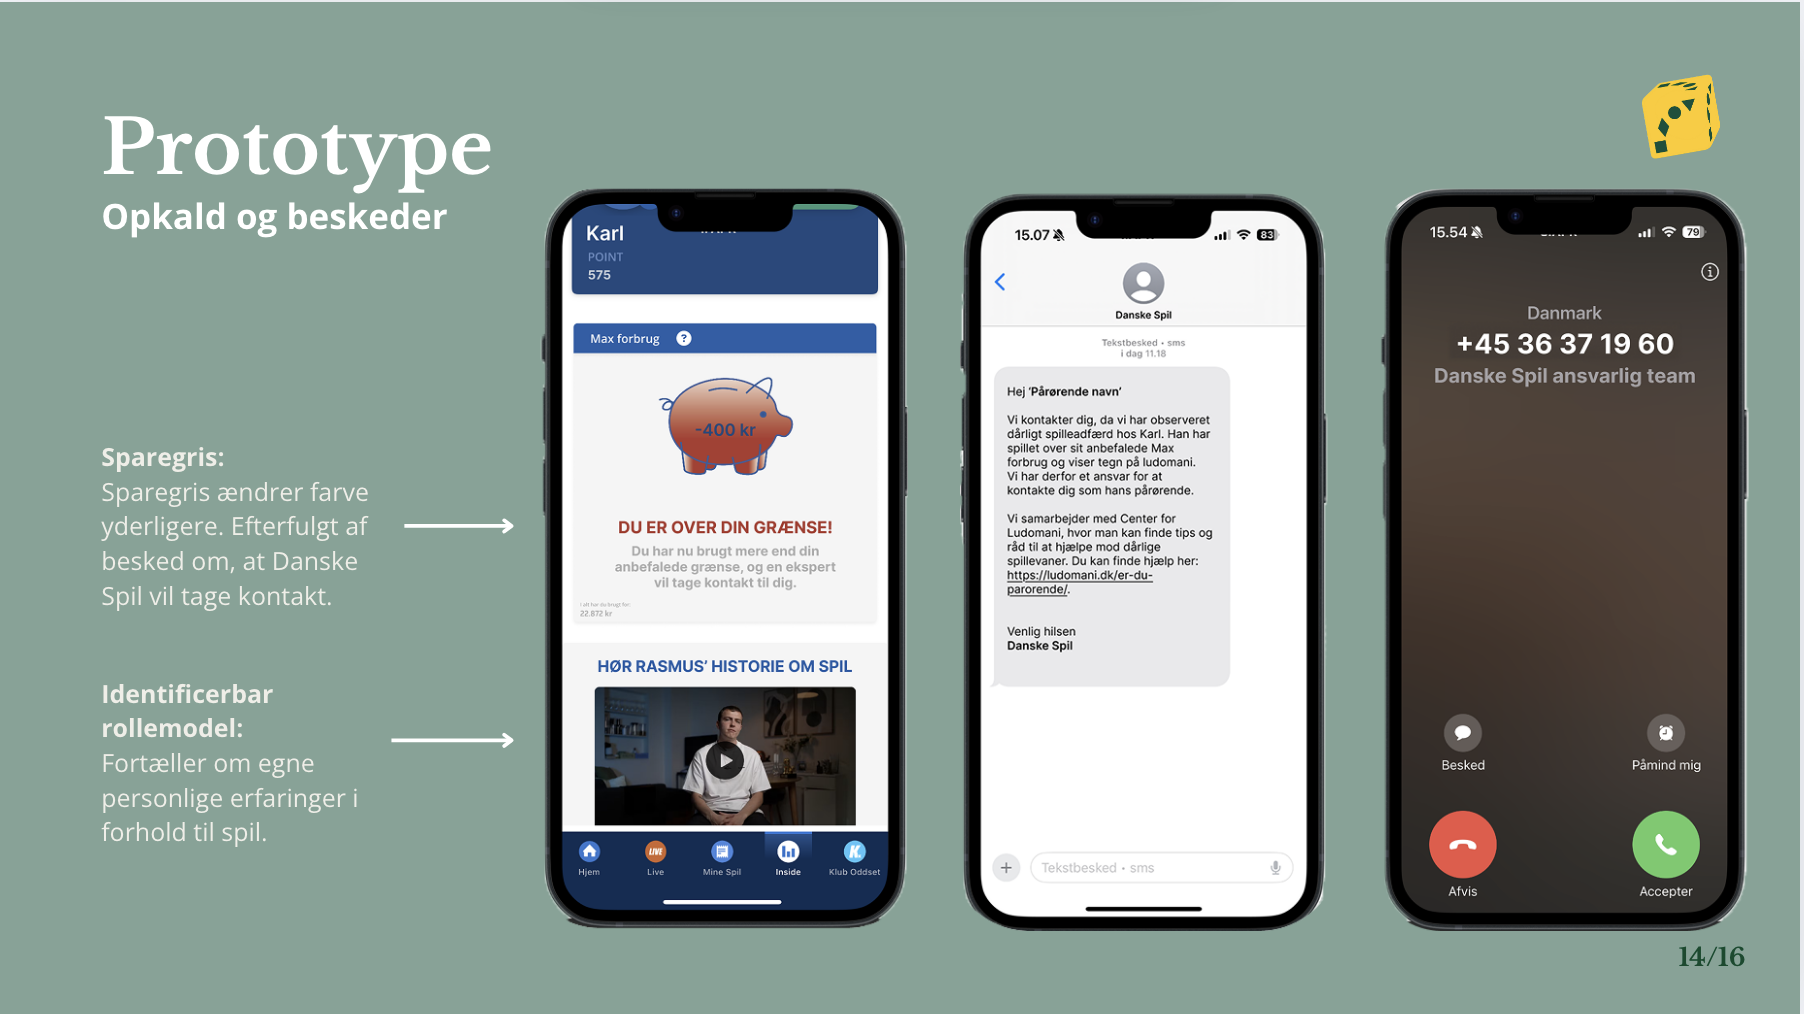 Prototype
Opkald og beskeder
Sparegris:
Sparegris ændrer farve
yderligere. Efterfulgt af
besked om, at Danske
Spil vil tage kontakt.
Identificerbar
rollemodel:
Fortæller om egne
personlige erfaringer i
forhold til spil.
Karl
POINT
575
Max forbrug ?
-400 kr
DU ER OVER DIN GRÆNSE!
Du har nu brugt mere end din
anbefalede grænse, og en ekspert
vil tage kontakt til dig.
I alt har du brugt for:
22.872 kr
HØR RASMUS' HISTORIE OM SPIL
Hjem
LIVE
Live
Mine Spil
Inside
K
Klub Oddset
15.07
83
Danske Spil
Tekstbesked • sms
i dag 11.18
Hej 'Pårørende navn'
Vi kontakter dig, da vi har observeret
dårligt spilleadfærd hos Karl. Han har
spillet over sit anbefalede Max
forbrug og viser tegn på ludomani.
Vi har derfor et ansvar for at
kontakte dig som hans pårørende.
Vi samarbejder med Center for
Ludomani, hvor man kan finde tips og
råd til at hjælpe mod dårlige
spillevaner. Du kan finde hjælp her:
https://ludomani.dk/er-du-
parorende/.
Venlig hilsen
Danske Spil
Tekstbesked • sms
15.54
79
Danmark
+45 36 37 19 60
Danske Spil ansvarlig team
Besked
Påmind mig
Afvis
Accepter
14/16